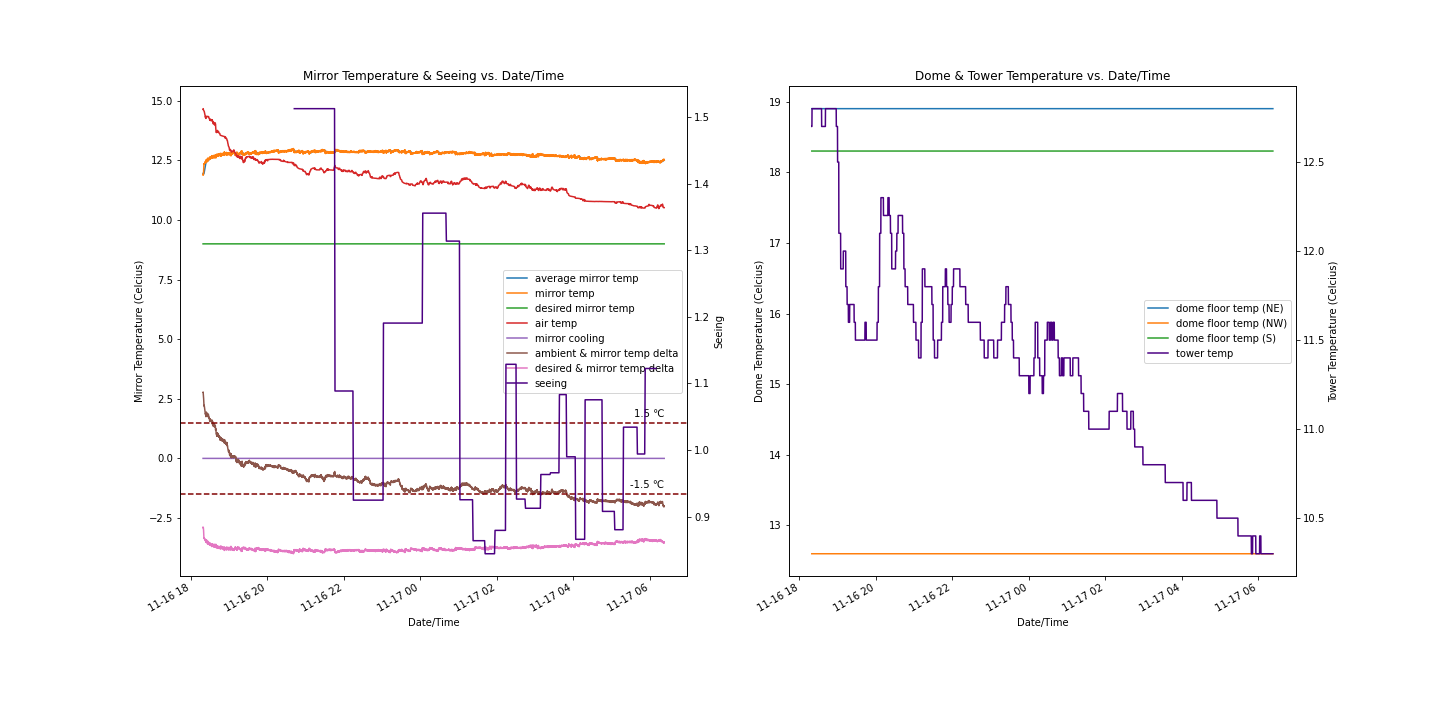 Mirror Temperature & Seeing vs. Date/Time
15.0
12.5
10.0
7.5
5.0
2.5
0.0
−2.5
Mirror Temperature (Celcius)
1.5
1.4
1.3
1.2
1.1
1.0
0.9
Seeing
average mirror temp
mirror temp
desired mirror temp
air temp
mirror cooling
ambient & mirror temp delta
desired & mirror temp delta
seeing
1.5 °C
-1.5 °C
11-16 18
11-16 20
11-16 22
11-17 00
11-17 02
11-17 04
11-17 06
Date/Time
Dome & Tower Temperature vs. Date/Time
19
18
17
16
15
14
13
Dome Temperature (Celcius)
12.5
12.0
11.5
11.0
10.5
Tower Temperature (Celcius)
dome floor temp (NE)
dome floor temp (NW)
dome floor temp (S)
tower temp
11-16 18
11-16 20
11-16 22
11-17 00
11-17 02
11-17 04
11-17 06
Date/Time